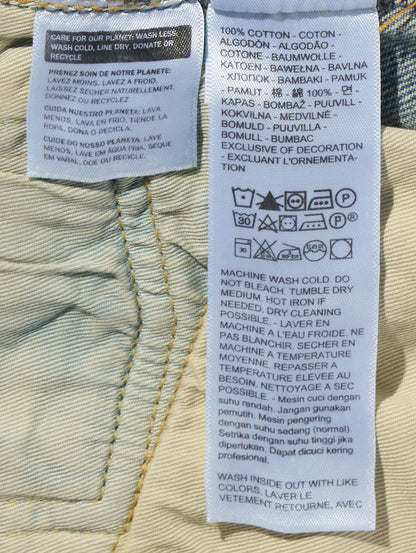 CARE FOR OUR PLANET: WASH LESS,
WASH COLD, LINE DRY, DONATE OR
RECYCLE
PRENEZ SOIN DE NOTRE PLANETE:
LAVEZ MOINS, LAVEZ A FROID,
LAISSEZ SECHER NATURELLEMENT,
DONNEZ OU RECYCLEZ
CUIDA NUESTRO PLANETA: LAVA
MENOS, LAVA EN FRIO, TIENDE LA
ROPA, DONA O RECICLA.
CUIDE DO NOSSO PLANETA: LAVE
MENOS, LAVE EM AGUA FRIA, SEQUE
EM VARAL, DOE OU RECICLE.
100% COTTON - COTON -
ALGODÓN - ALGODÃO -
COTONE - BAUMWOLLE -
KATOEN - BAWEŁNA - BAVLNA
- ХЛОПОК - BAMBAKI - PAMUK
- PAMUT - 棉 - 綿 100% - 면 -
KAPAS - BOMBAŽ - PUUVILL -
KOKVILNA - MEDVILNĖ -
BOMULD - PUUVILLA -
BOMULL - BUMBAC
EXCLUSIVE OF DECORATION
- EXCLUANT L'ORNEMENTA-
TION
P
30 P
30
MACHINE WASH COLD. DO
NOT BLEACH. TUMBLE DRY
MEDIUM. HOT IRON IF
NEEDED. DRY CLEANING
POSSIBLE. - LAVER EN
MACHINE A L'EAU FROIDE. NE
PAS BLANCHIR. SECHER EN
MACHINE A TEMPERATURE
MOYENNE. REPASSER A
TEMPERATURE ELEVEE AU
BESOIN. NETTOYAGE A SEC
POSSIBLE. - Mesin cuci dengan
suhu rendah. Jangan gunakan
pemutih. Mesin pengering
dengan suhu sedang (normal).
Setrika dengan suhu tinggi jika
diperlukan. Dapat dicuci kering
profesional.
WASH INSIDE OUT WITH LIKE
COLORS. LAVER LE
VETEMENT RETOURNE, AVEC